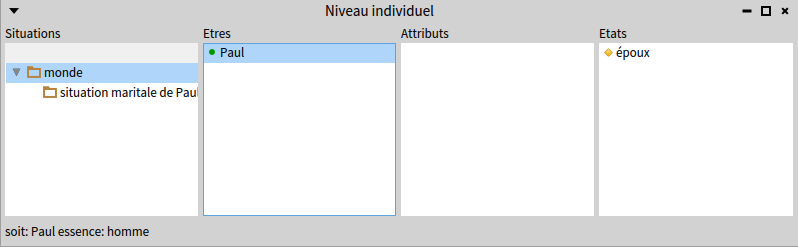 Niveau individuel
Situations
Etres
Attributs
Etats
monde
situation maritale de Paul
Paul
époux
soit: Paul essence: homme